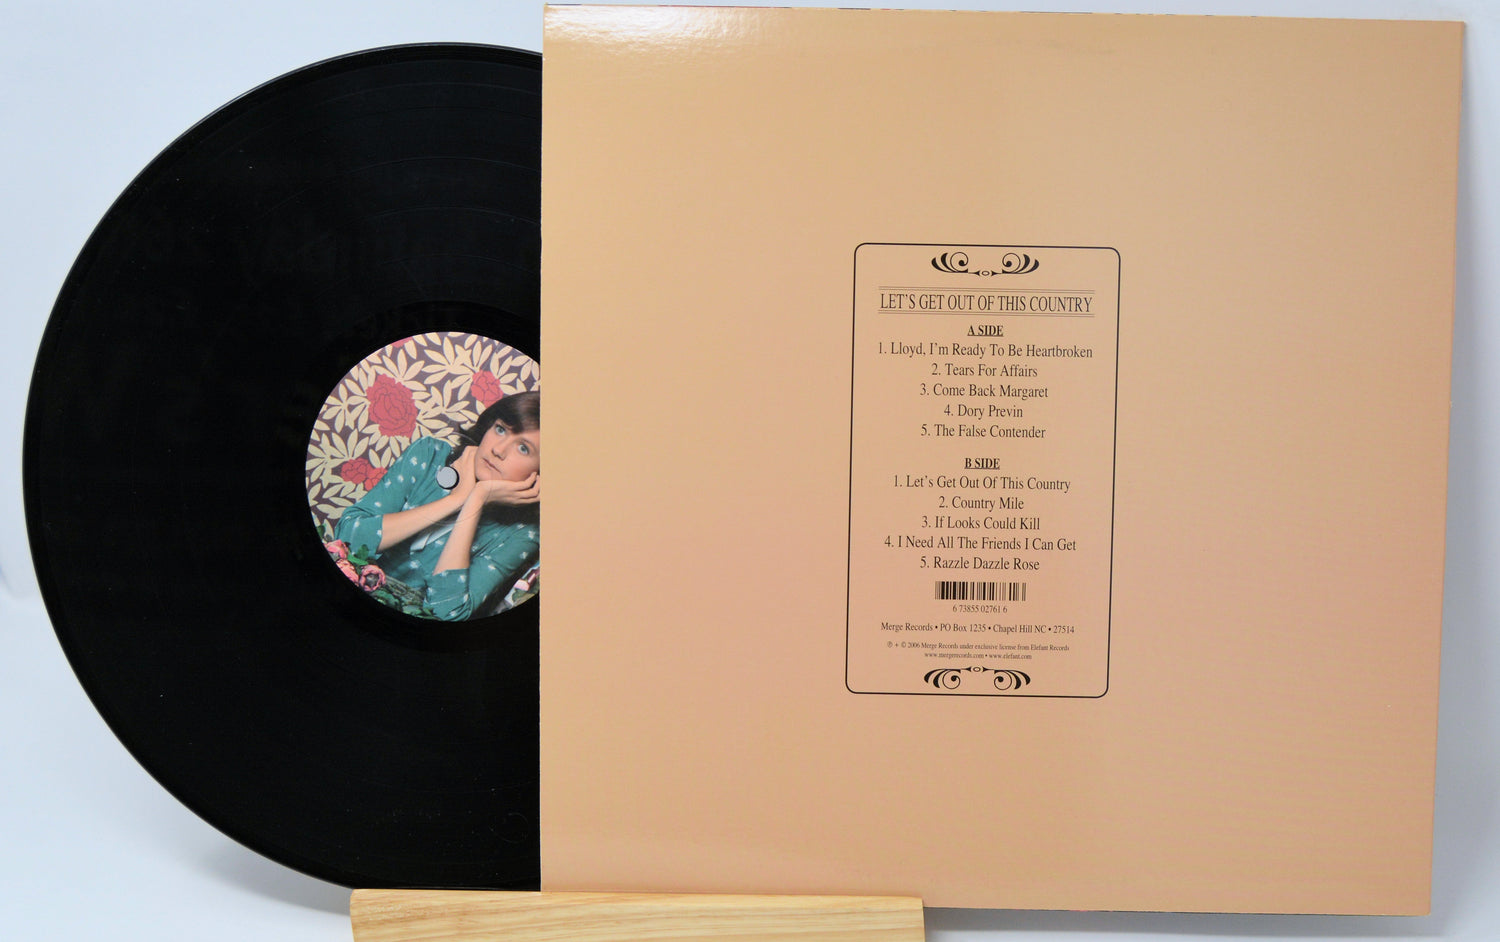 LET'S GET OUT OF THIS COUNTRY
A SIDE
1. Lloyd, I'm Ready To Be Heartbroken
2. Tears For Affairs
3. Come Back Margaret
4. Dory Previn
5. The False Contender
B SIDE
1. Let's Get Out Of This Country
2. Country Mile
3. If Looks Could Kill
4. I Need All The Friends I Can Get
5. Razzle Dazzle Rose
6 73855 02761 6
Merge Records • PO Box 1235 • Chapel Hill NC • 27514
℗ + © 2006 Merge Records under exclusive license from Elefant Records
www.mergerecords.com • www.elefant.com